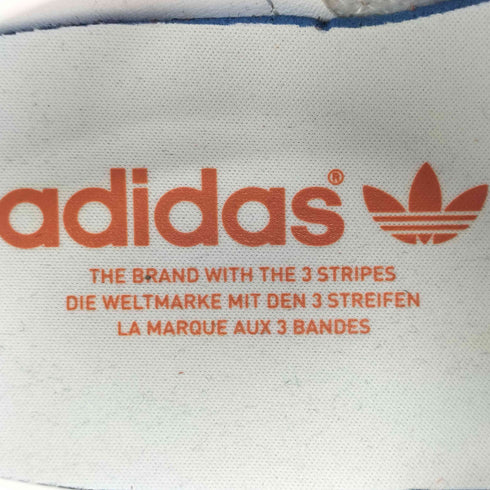 adidas®
THE BRAND WITH THE 3 STRIPES
DIE WELTMARKE MIT DEN 3 STREIFEN
LA MARQUE AUX 3 BANDES